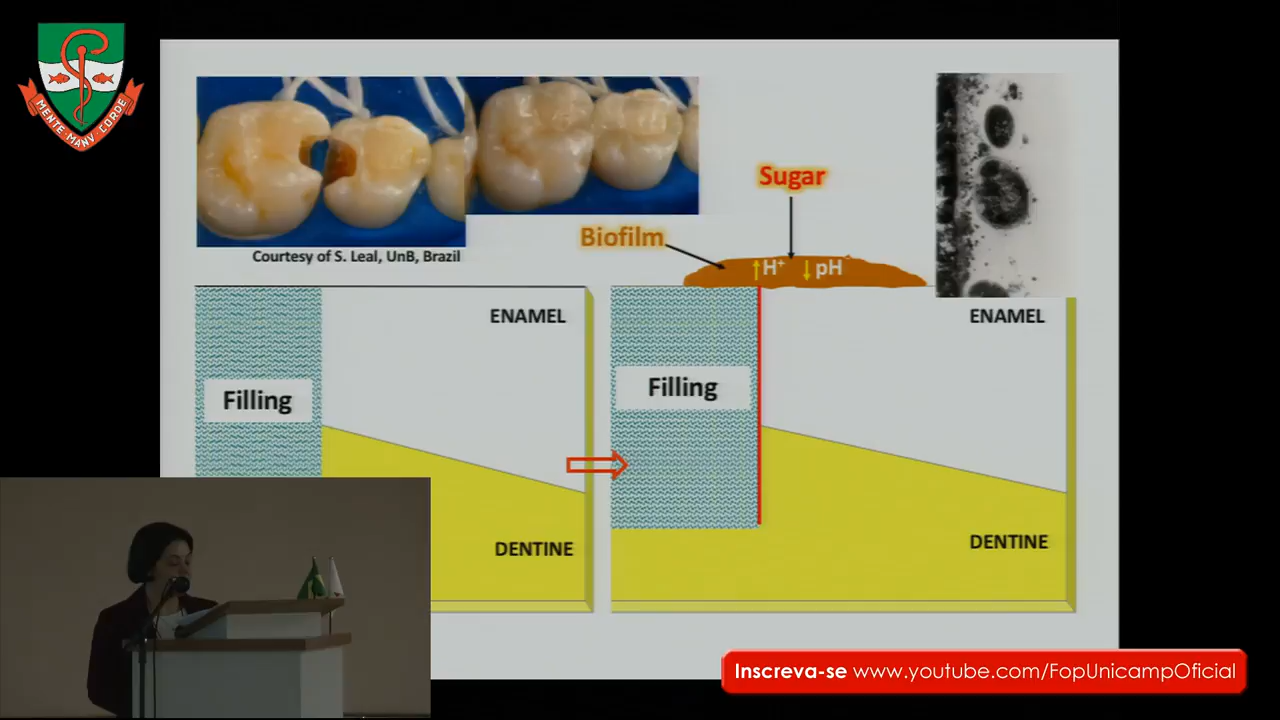 MENTE MANV CORDE
Sugar
Biofilm
Courtesy of S. Leal, UnB, Brazil
↑H⁺ ↓pH
ENAMEL
ENAMEL
Filling
Filling
DENTINE
DENTINE
Inscreva-se www.youtube.com/FopUnicampOficial